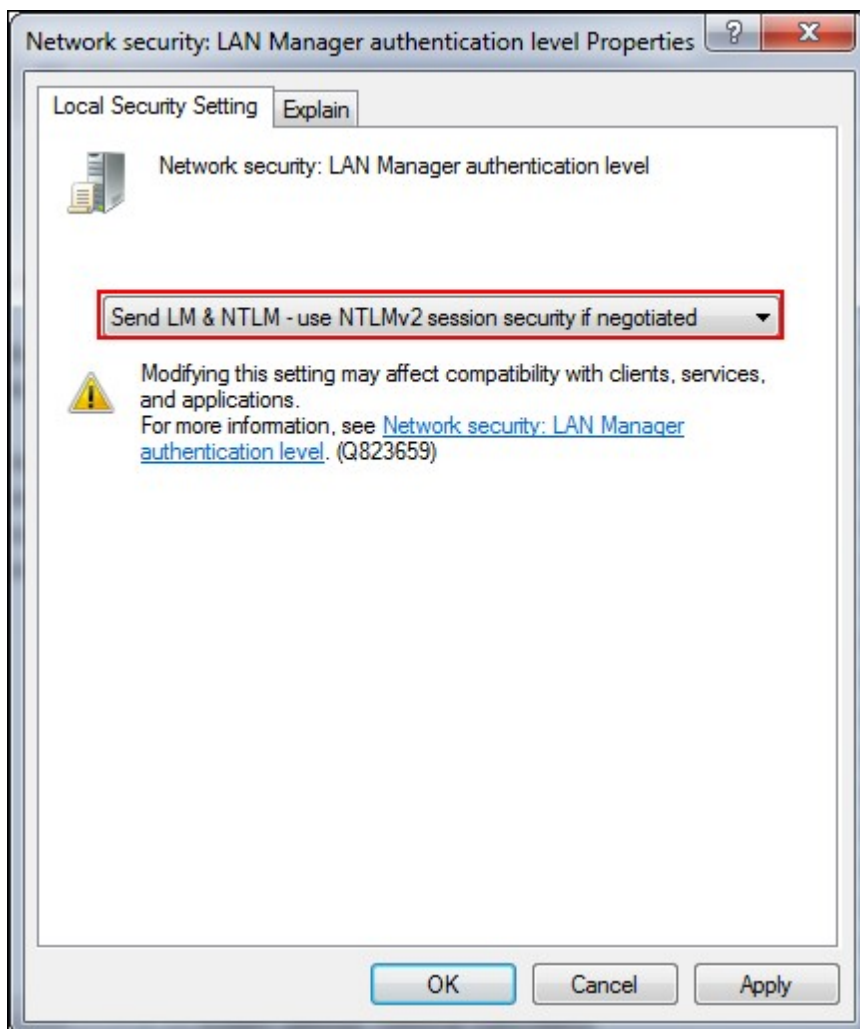 Network security: LAN Manager authentication level Properties
Local Security Setting
Explain
Network security: LAN Manager authentication level
Send LM & NTLM - use NTLMv2 session security if negotiated
Modifying this setting may affect compatibility with clients, services,
and applications.
For more information, see Network security: LAN Manager
authentication level. (Q823659)
OK
Cancel
Apply